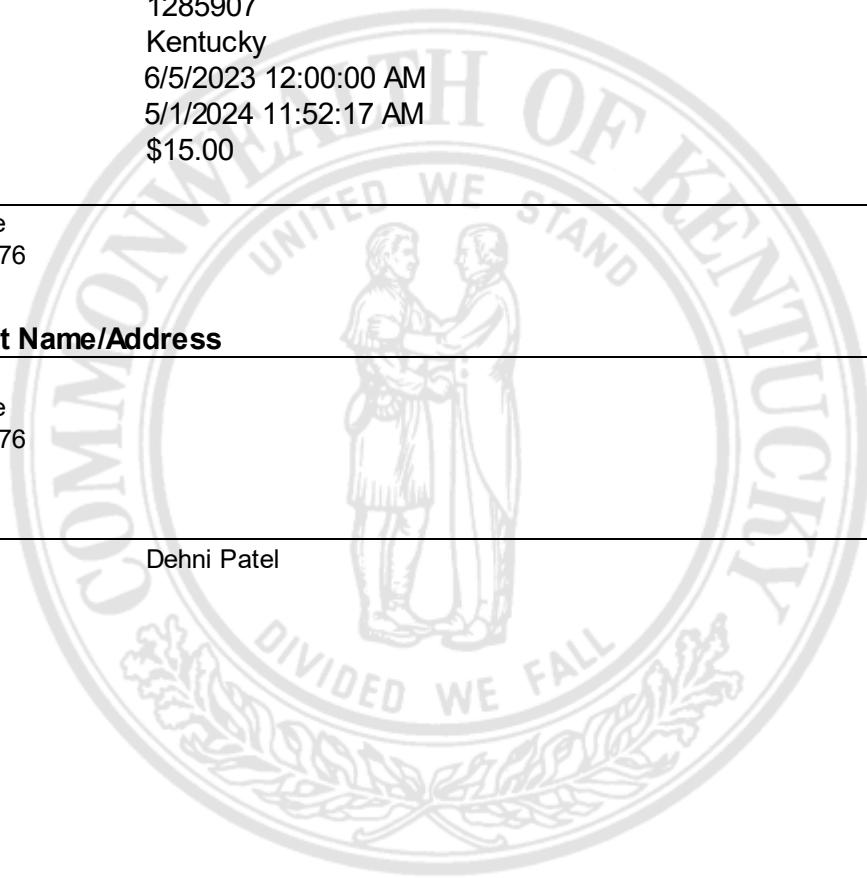 1285907
Kentucky
6/5/2023 12:00:00 AM
5/1/2024 11:52:17 AM
$15.00
e
76
t Name/Address
e
76
Dehni Patel
COMMONWEALTH OF KENTUCKY
UNITED WE STAND
DIVIDED WE FALL